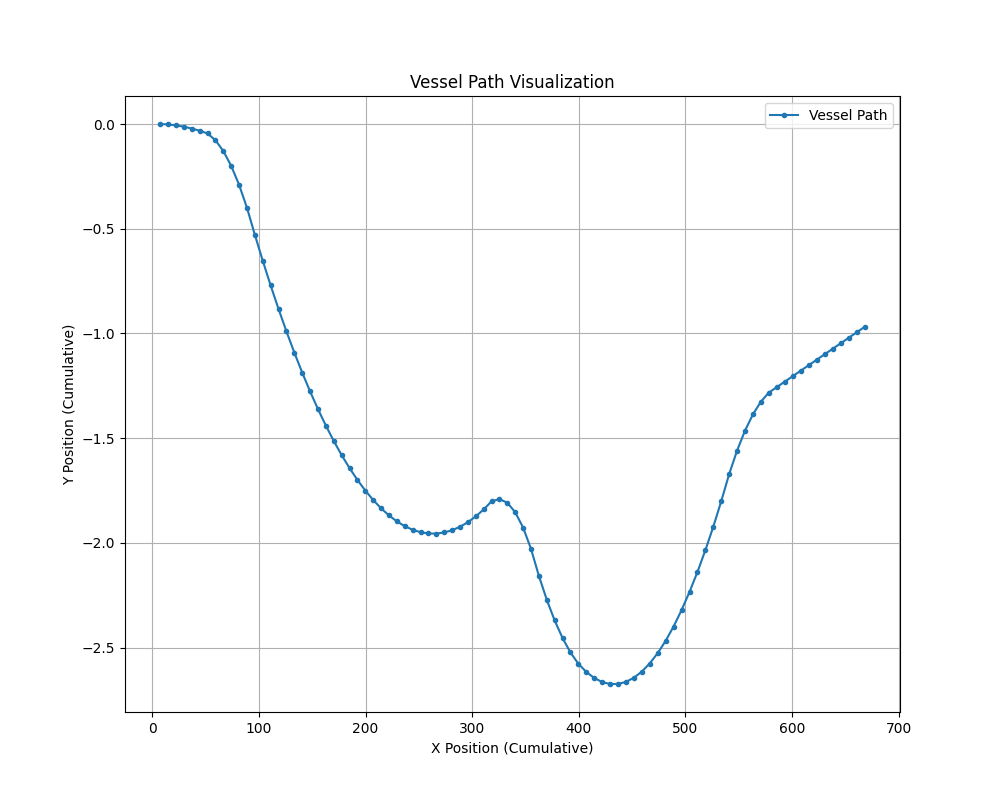 Vessel Path Visualization
Vessel Path
Y Position (Cumulative)
0.0
−0.5
−1.0
−1.5
−2.0
−2.5
0 100 200 300 400 500 600 700
X Position (Cumulative)